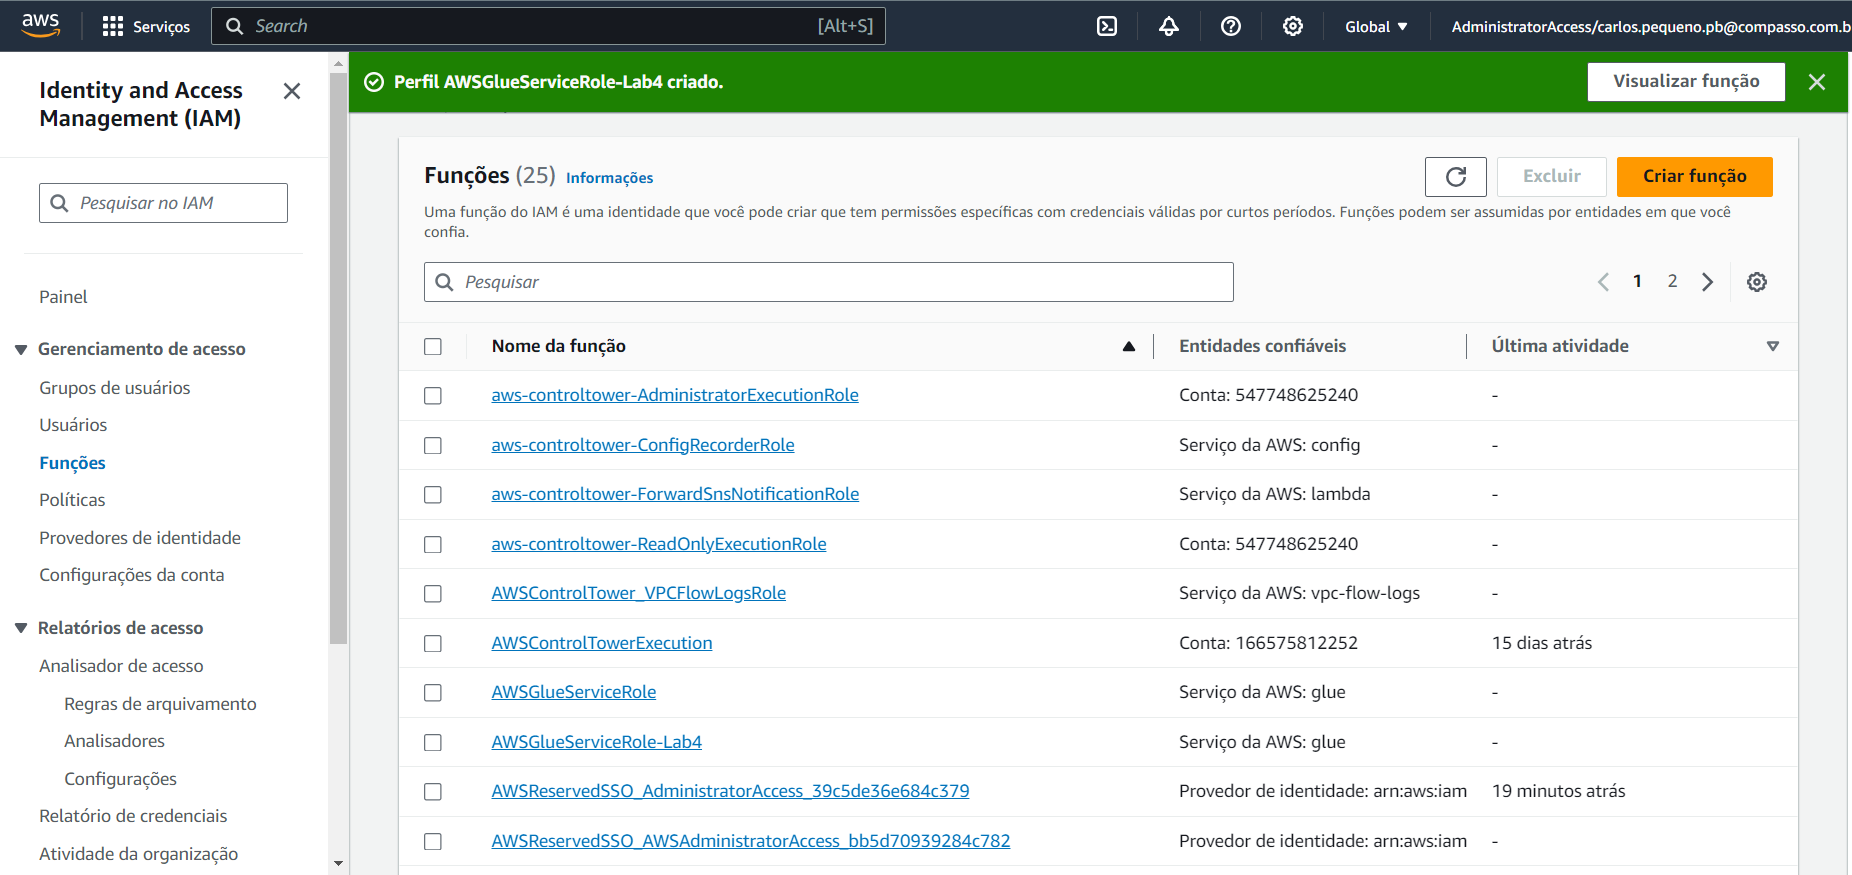 aws
Serviços
Search
[Alt+S]
Global
AdministratorAccess/carlos.pequeno.pb@compasso.com.b
Identity and Access
Management (IAM)
Pesquisar no IAM
Painel
Gerenciamento de acesso
Grupos de usuários
Usuários
Funções
Políticas
Provedores de identidade
Configurações da conta
Relatórios de acesso
Analisador de acesso
Regras de arquivamento
Analisadores
Configurações
Relatório de credenciais
Atividade da organização
Perfil AWSGlueServiceRole-Lab4 criado.
Visualizar função
Funções (25) Informações
Excluir
Criar função
Uma função do IAM é uma identidade que você pode criar que tem permissões específicas com credenciais válidas por curtos períodos. Funções podem ser assumidas por entidades em que você
confia.
Pesquisar
1 2
Nome da função Entidades confiáveis Última atividade
aws-controltower-AdministratorExecutionRole Conta: 547748625240 -
aws-controltower-ConfigRecorderRole Serviço da AWS: config -
aws-controltower-ForwardSnsNotificationRole Serviço da AWS: lambda -
aws-controltower-ReadOnlyExecutionRole Conta: 547748625240 -
AWSControlTower_VPCFlowLogsRole Serviço da AWS: vpc-flow-logs -
AWSControlTowerExecution Conta: 166575812252 15 dias atrás
AWSGlueServiceRole Serviço da AWS: glue -
AWSGlueServiceRole-Lab4 Serviço da AWS: glue -
AWSReservedSSO_AdministratorAccess_39c5de36e684c379 Provedor de identidade: arn:aws:iam 19 minutos atrás
AWSReservedSSO_AWSAdministratorAccess_bb5d70939284c782 Provedor de identidade: arn:aws:iam -